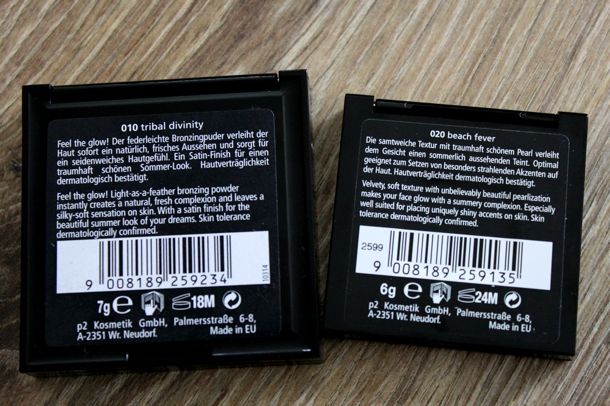 010 tribal divinity
Feel the glow! Der federleichte Bronzingpuder verleiht der
Haut sofort ein natürlich, frisches Aussehen und sorgt für
ein seidenweiches Hautgefühl. Ein Satin-Finish für einen
traumhaft schönen Sommer-Look. Hautverträglichkeit
dermatologisch bestätigt.
Feel the glow! Light-as-a-feather bronzing powder
instantly creates a natural, fresh complexion and leaves a
silky-soft sensation on skin. With a satin finish for the
beautiful summer look of your dreams. Skin tolerance
dermatologically confirmed.
9 008189 259234
10314
7g e 18M
p2 Kosmetik GmbH, Palmersstraße 6-8,
A-2351 Wr. Neudorf. Made in EU
020 beach fever
Die samtweiche Textur mit traumhaft schönem Pearl verleiht
dem Gesicht einen sommerlich aussehenden Teint. Optimal
geeignet zum Setzen von besonders strahlenden Akzenten auf
der Haut. Hautverträglichkeit dermatologisch bestätigt.
Velvety, soft texture with unbelievably beautiful pearlization
makes your face glow with a summery complexion. Especially
well suited for placing uniquely shiny accents on skin. Skin
tolerance dermatologically confirmed.
2599
9 008189 259135
6g e 24M
p2 Kosmetik GmbH, Palmersstraße 6-8,
A-2351 Wr. Neudorf. Made in EU